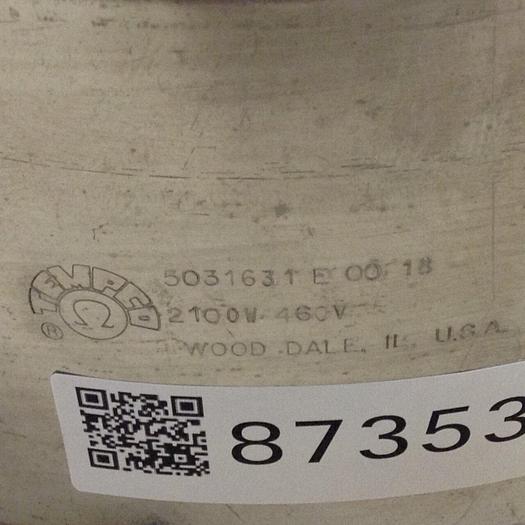 TEMPCO
Ω
®
5031631 E 00 18
2100W 460V
WOOD DALE, IL U.S.A.
87353